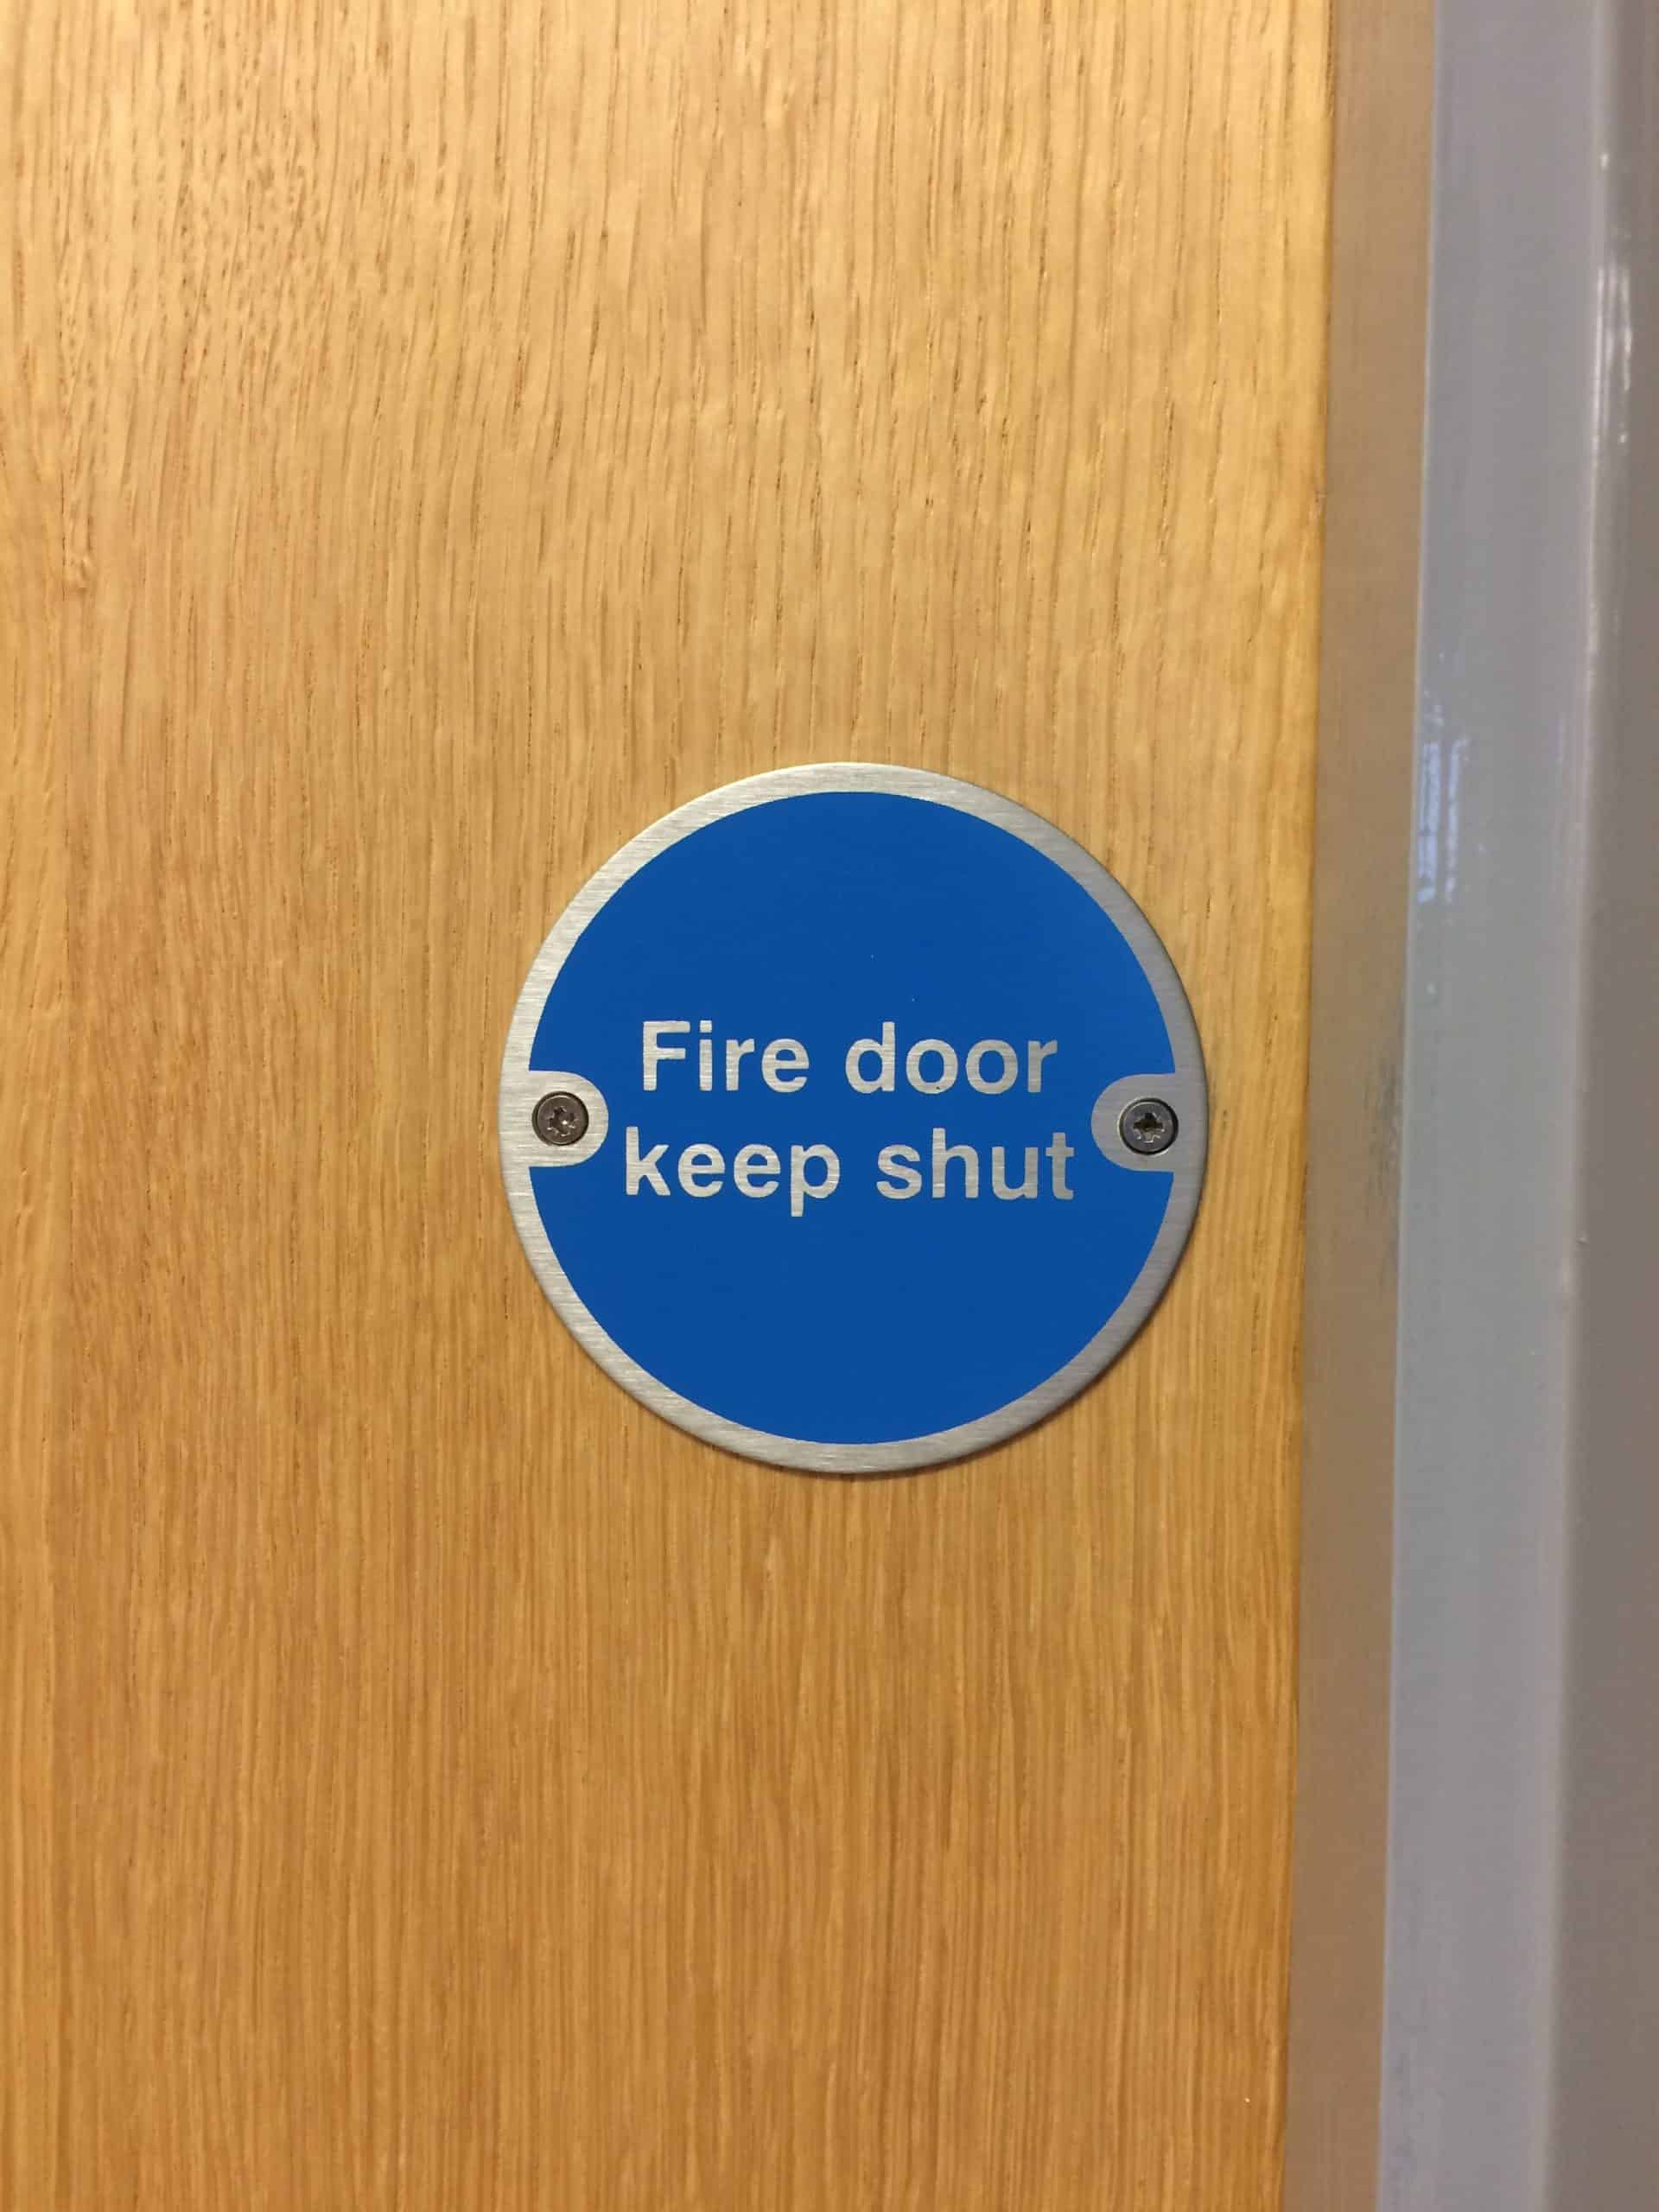 Fire door
keep shut